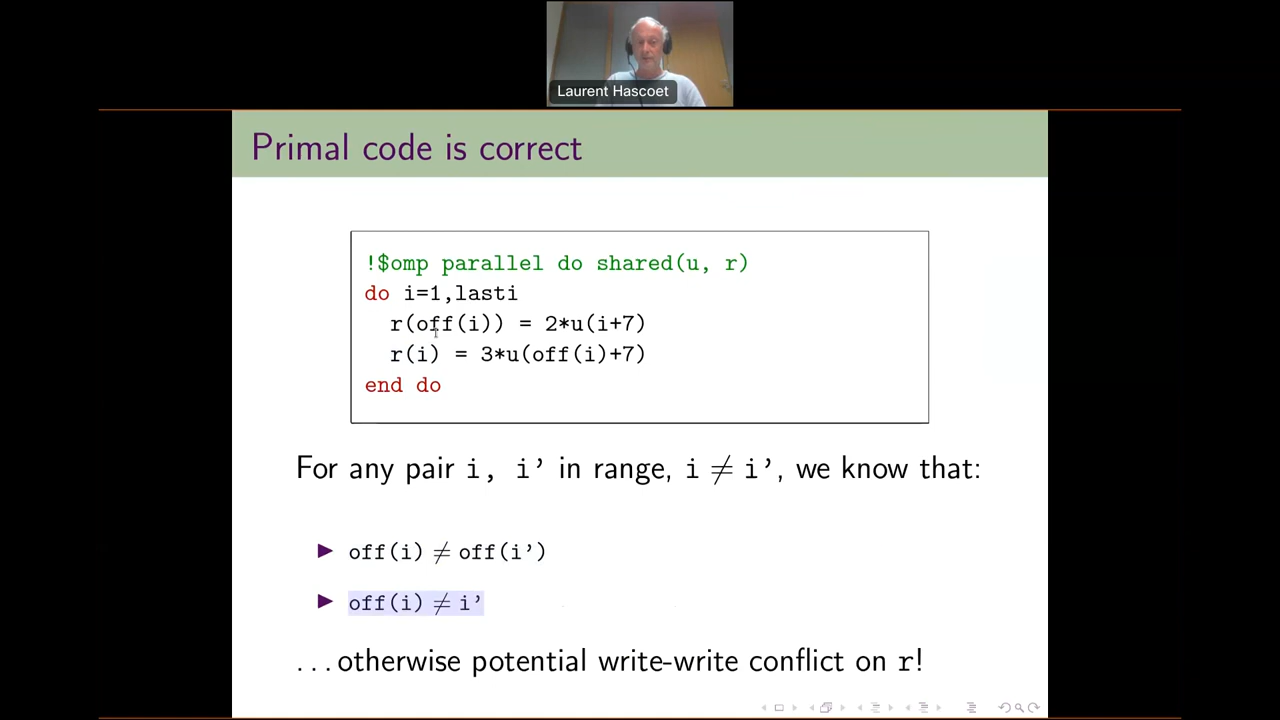 Laurent Hascoet
Primal code is correct
!$omp parallel do shared(u, r)
do i=1,lasti
r(off(i)) = 2*u(i+7)
r(i) = 3*u(off(i)+7)
end do
For any pair i, i’ in range, i ≠ i’, we know that:
▶ off(i) ≠ off(i’)
▶ off(i) ≠ i’
...otherwise potential write-write conflict on r!